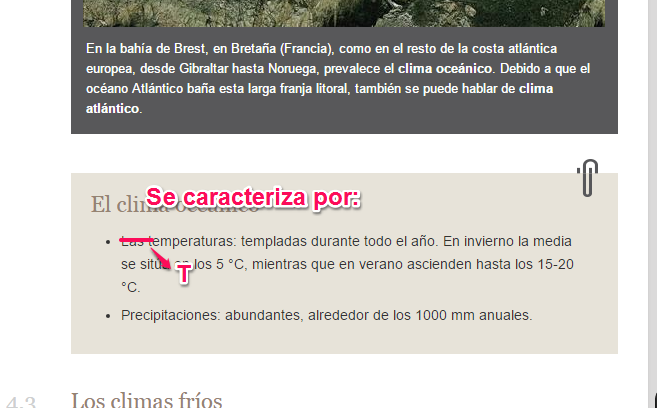 En la bahía de Brest, en Bretaña (Francia), como en el resto de la costa atlántica
europea, desde Gibraltar hasta Noruega, prevalece el clima oceánico. Debido a que el
océano Atlántico baña esta larga franja litoral, también se puede hablar de clima
atlántico.
Se caracteriza por:
El clima oceánico
Las temperaturas: templadas durante todo el año. En invierno la media
se sitúa en los 5 °C, mientras que en verano ascienden hasta los 15-20
°C.
T
Precipitaciones: abundantes, alrededor de los 1000 mm anuales.
4.3 Los climas fríos